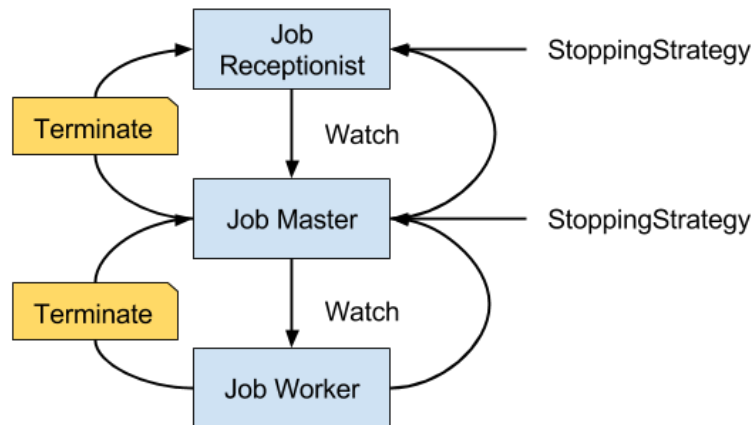 Job
Receptionist
StoppingStrategy
Terminate
Watch
Job Master
StoppingStrategy
Terminate
Watch
Job Worker